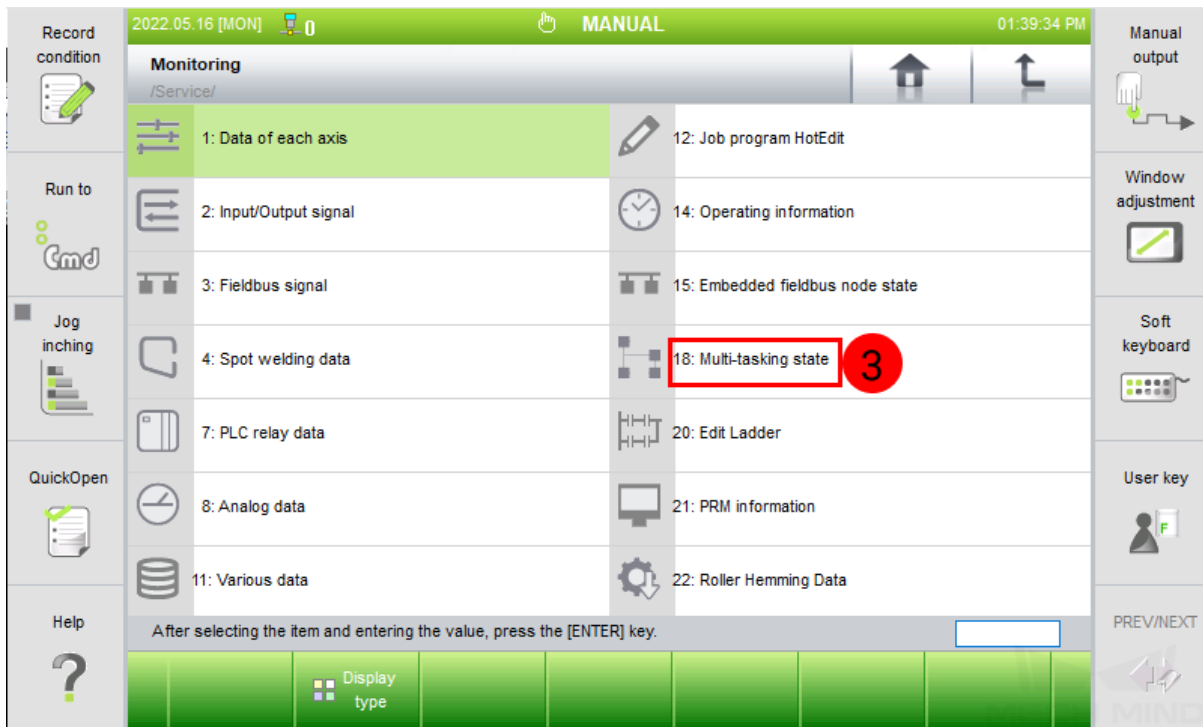 Record
condition
Run to
Cmd
Jog
inching
QuickOpen
Help
?
2022.05.16 [MON] 0 MANUAL 01:39:34 PM
Monitoring
/Service/
1: Data of each axis
2: Input/Output signal
3: Fieldbus signal
4: Spot welding data
7: PLC relay data
8: Analog data
11: Various data
12: Job program HotEdit
14: Operating information
15: Embedded fieldbus node state
18: Multi-tasking state 3
20: Edit Ladder
21: PRM information
22: Roller Hemming Data
After selecting the item and entering the value, press the [ENTER] key.
Display
type
Manual
output
Window
adjustment
Soft
keyboard
User key
F
PREV/NEXT